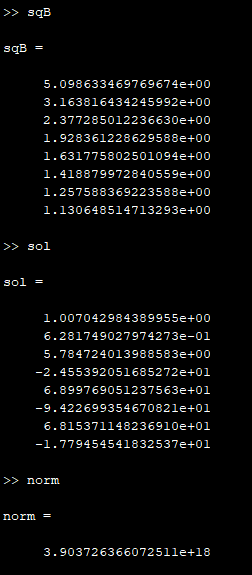 >> sqB
sqB =
5.098633469769674e+00
3.163816434245992e+00
2.377285012236630e+00
1.928361228629588e+00
1.631775802501094e+00
1.418879972840559e+00
1.257588369223588e+00
1.130648514713293e+00
>> sol
sol =
1.007042984389955e+00
6.281749027974273e-01
5.784724013988583e+00
-2.455392051685272e+01
6.899769051237563e+01
-9.422699354670821e+01
6.815371148236910e+01
-1.779454541832537e+01
>> norm
norm =
3.903726366072511e+18